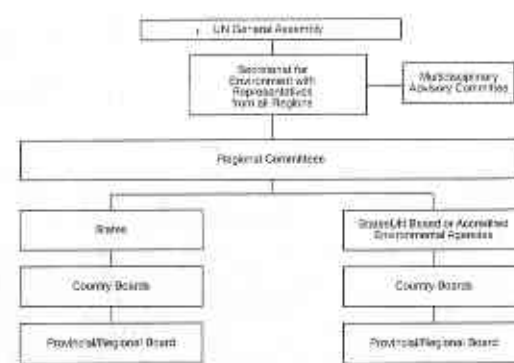 UN General Assembly
Secretariat for
Environment with
Representatives
from all Regions
Multidisciplinary
Advisory Committee
Regional Committees
States
States/UN Board or Accredited
Environmental Agencies
Country Boards
Country Boards
Provincial/Regional Board
Provincial/Regional Board